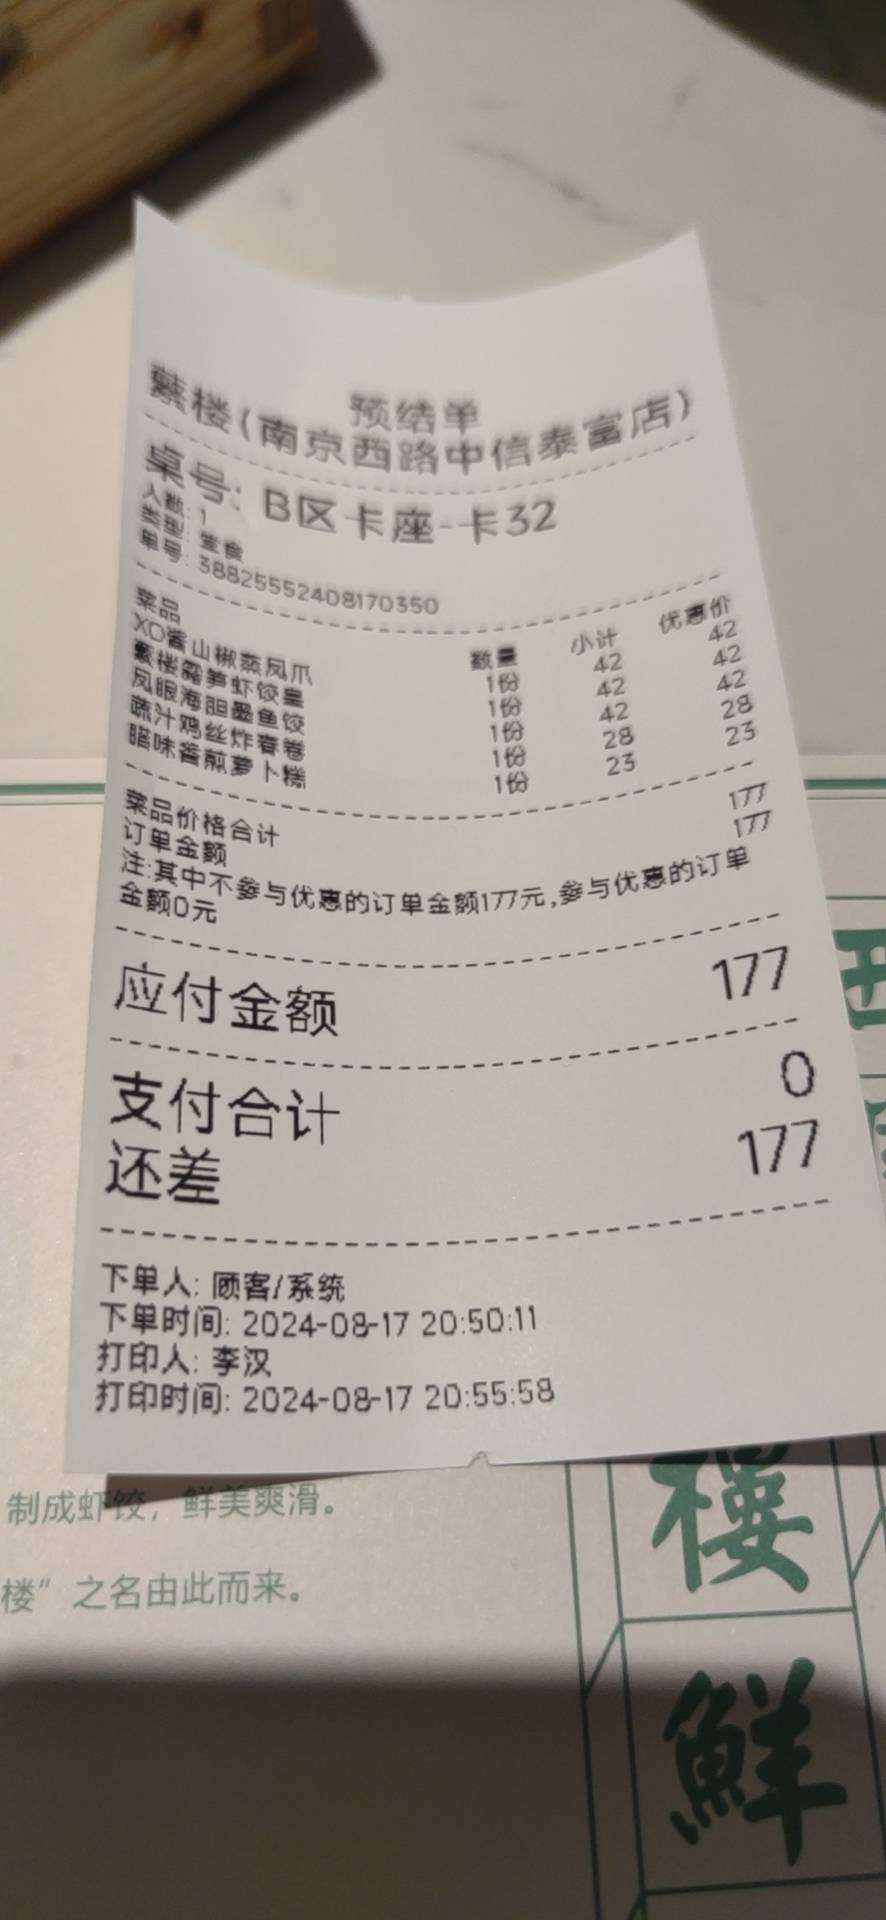 预结单
蘩楼(南京西路中信泰富店)
桌号: B区卡座-卡32
人数: 1
类型: 堂食
单号: 388255552408170350
菜品 数量 小计 优惠价
XO酱山椒蒸凤爪 1份 42 42
蘩楼露笋虾饺皇 1份 42 42
凤眼海胆墨鱼饺 1份 42 42
蔬汁鸡丝炸春卷 1份 28 28
腊味酱煎萝卜糕 1份 23 23
菜品价格合计 177
订单金额 177
注:其中不参与优惠的订单金额177元,参与优惠的订单
金额0元
应付金额 177
支付合计 0
还差 177
下单人: 顾客/系统
下单时间: 2024-08-17 20:50:11
打印人: 李汉
打印时间: 2024-08-17 20:55:58
制成虾饺，鲜美爽滑。
楼”之名由此而来。
樓
鮮